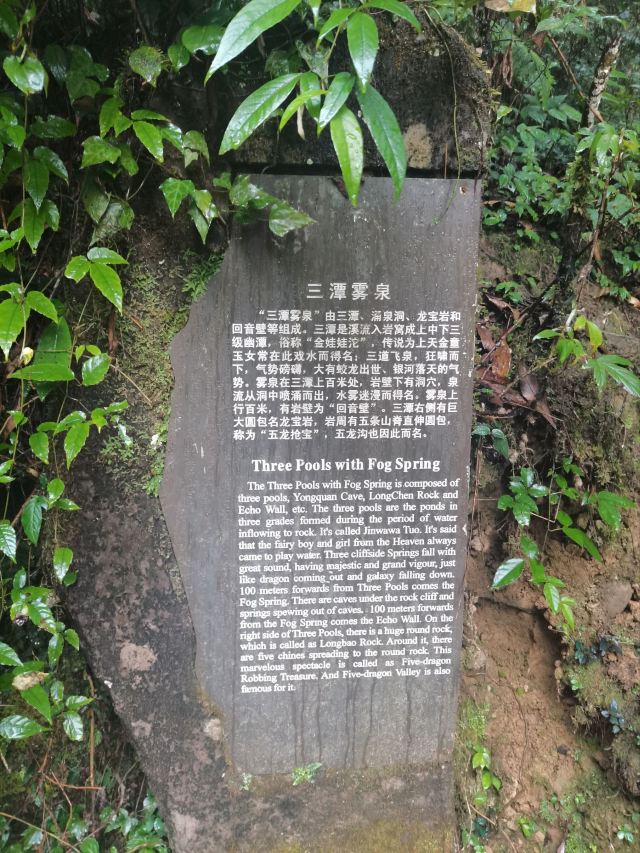 三潭雾泉
“三潭雾泉”由三潭、涌泉洞、龙宝岩和
回音壁等组成。三潭是溪流入岩窝成上中下三
级幽潭，俗称“金娃娃沱”，传说为上天金童
玉女常在此戏水而得名；三道飞泉，狂啸而
下，气势磅礴，大有蛟龙出世、银河落天的气
势。雾泉在三潭上百米处，岩壁下有洞穴，泉
流从洞中喷涌而出，水雾迷漫而得名。雾泉上
行百米，有岩壁为“回音壁”。三潭右侧有巨
大圆包名龙宝岩，岩周有五条山脊直伸圆包，
称为“五龙抢宝”，五龙沟也因此而名。
Three Pools with Fog Spring
The Three Pools with Fog Spring is composed of
three pools, Yongquan Cave, LongChen Rock and
Echo Wall, etc. The three pools are the ponds in
three grades formed during the period of water
inflowing to rock. It's called Jinwawa Tuo. It's said
that the fairy boy and girl from the Heaven always
came to play water. Three cliffside Springs fall with
great sound, having majestic and grand vigour, just
like dragon coming out and galaxy falling down.
100 meters forwards from Three Pools comes the
Fog Spring. There are caves under the rock cliff and
springs spewing out of caves. 100 meters forwards
from the Fog Spring comes the Echo Wall. On the
right side of Three Pools, there is a huge round rock,
which is called as Longbao Rock. Around it, there
are five chines spreading to the round rock. This
marvelous spectacle is called as Five-dragon
Robbing Treasure. And Five-dragon Valley is also
famous for it.